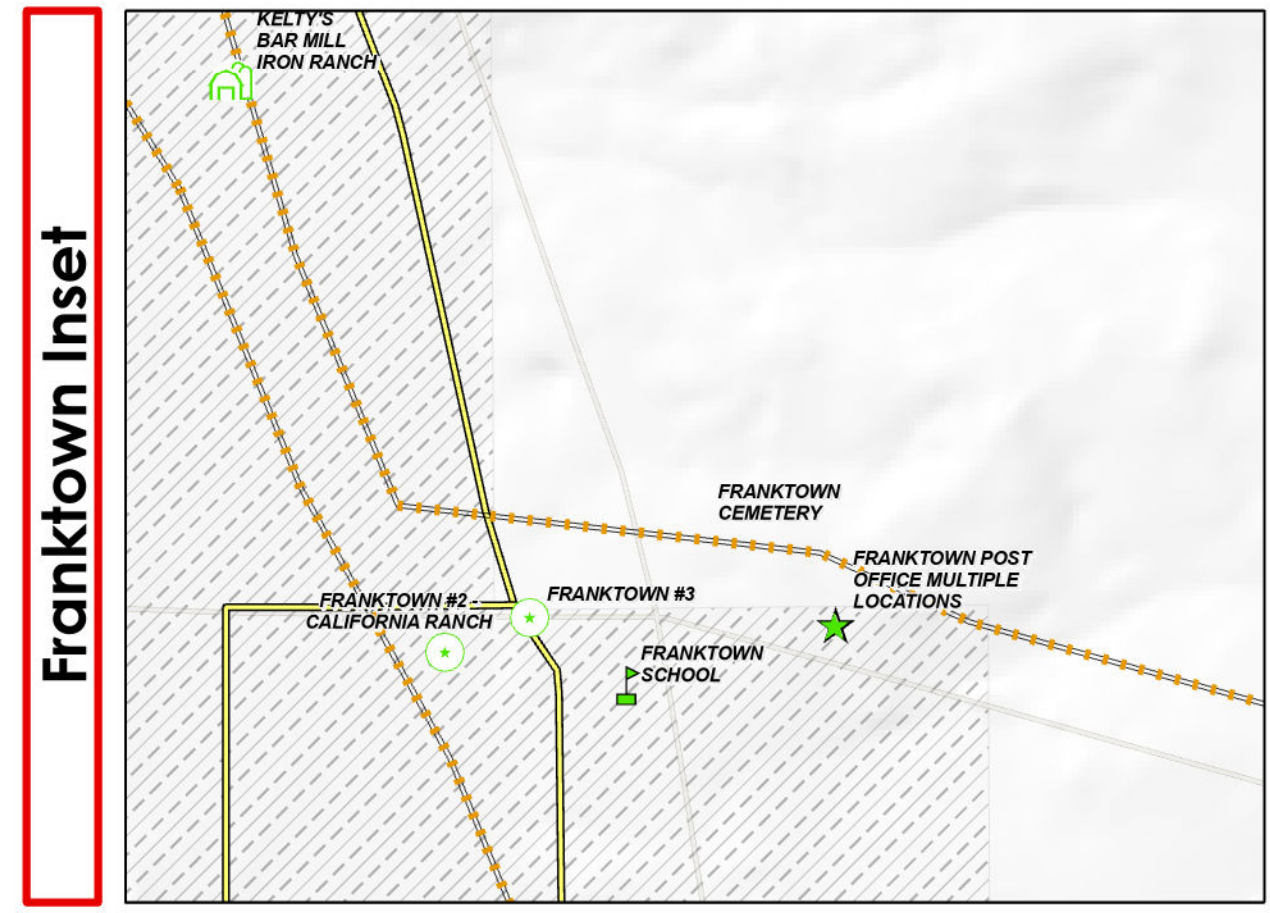 Franktown Inset
KELTY'S
BAR MILL
IRON RANCH
FRANKTOWN
CEMETERY
FRANKTOWN POST
OFFICE MULTIPLE
LOCATIONS
FRANKTOWN #2 -
CALIFORNIA RANCH
FRANKTOWN #3
FRANKTOWN
SCHOOL